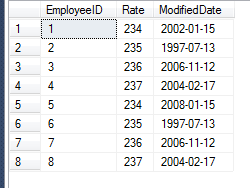 EmployeeID Rate ModifiedDate
1 1 234 2002-01-15
2 2 235 1997-07-13
3 3 236 2006-11-12
4 4 237 2004-02-17
5 5 234 2008-01-15
6 6 235 1997-07-13
7 7 236 2006-11-12
8 8 237 2004-02-17